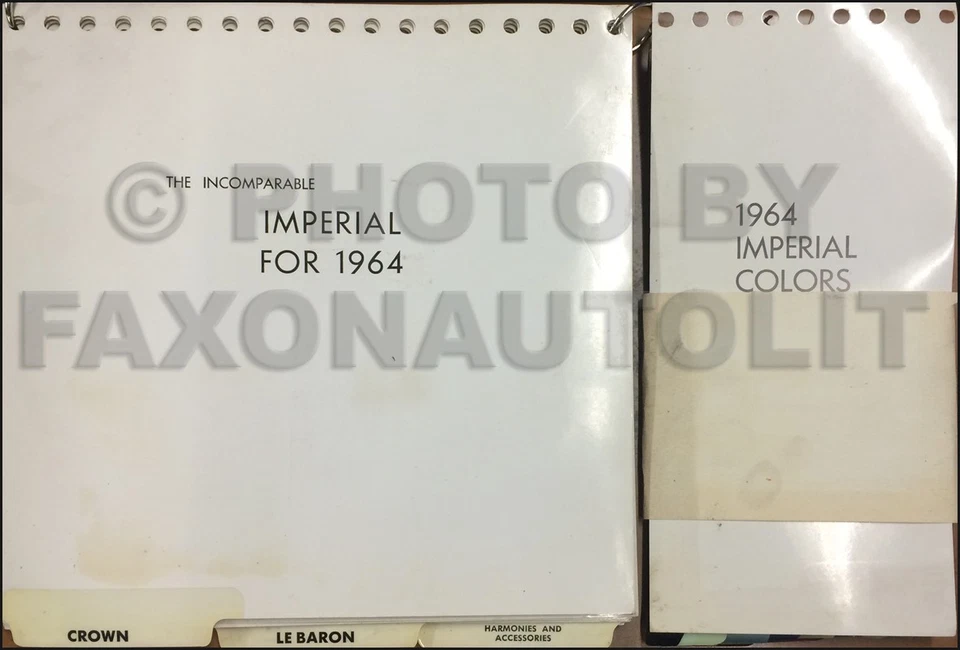 THE INCOMPARABLE
IMPERIAL
FOR 1964
CROWN
LE BARON
HARMONIES AND
ACCESSORIES
1964
IMPERIAL
COLORS
© PHOTO BY
FAXONAUTOLIT